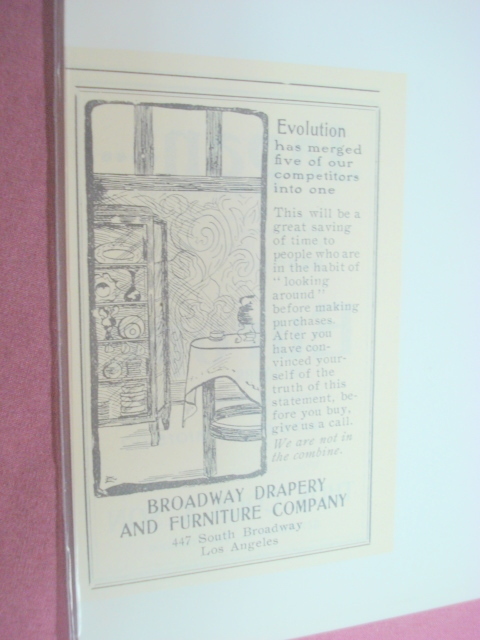 Evolution
has merged
five of our
competitors
into one
This will be a
great saving
of time to
people who are
in the habit of
"looking
around"
before making
purchases.
After you
have con-
vinced your-
self of the
truth of this
statement, be-
fore you buy,
give us a call.
We are not in
the combine.
BROADWAY DRAPERY
AND FURNITURE COMPANY
447 South Broadway
Los Angeles